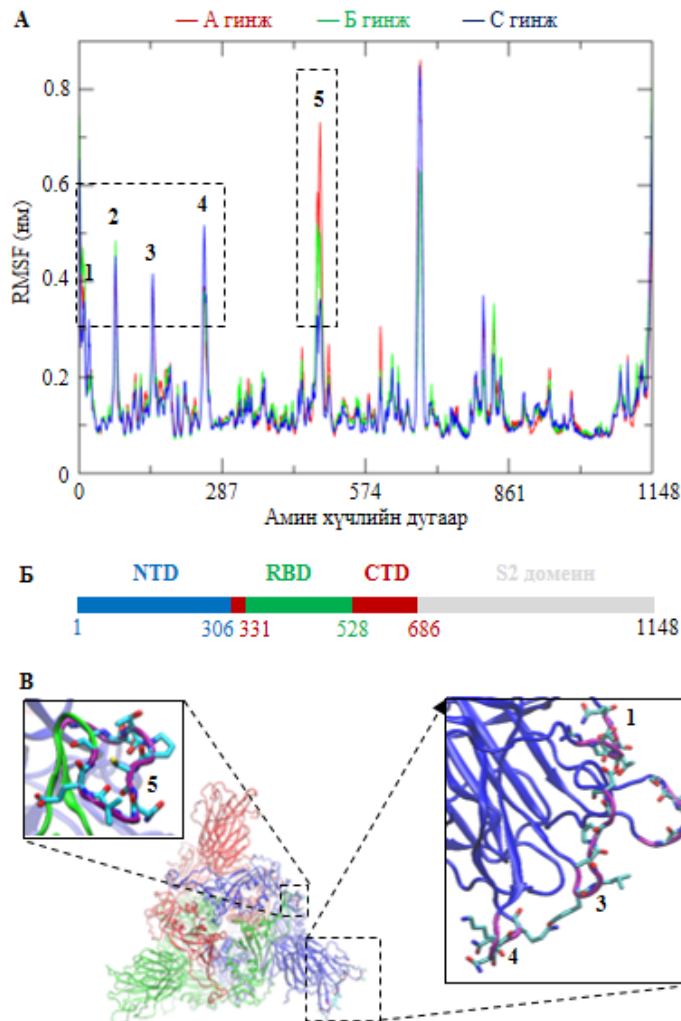 А
А гинж Б гинж С гинж
RMSF (нм)
0.8
0.6
0.4
0.2
0
1
2
3
4
5
0 287 574 861 1148
Амин хүчлийн дугаар
Б
NTD RBD CTD S2 домеин
1 306 331 528 686 1148
В
5
1
3
4